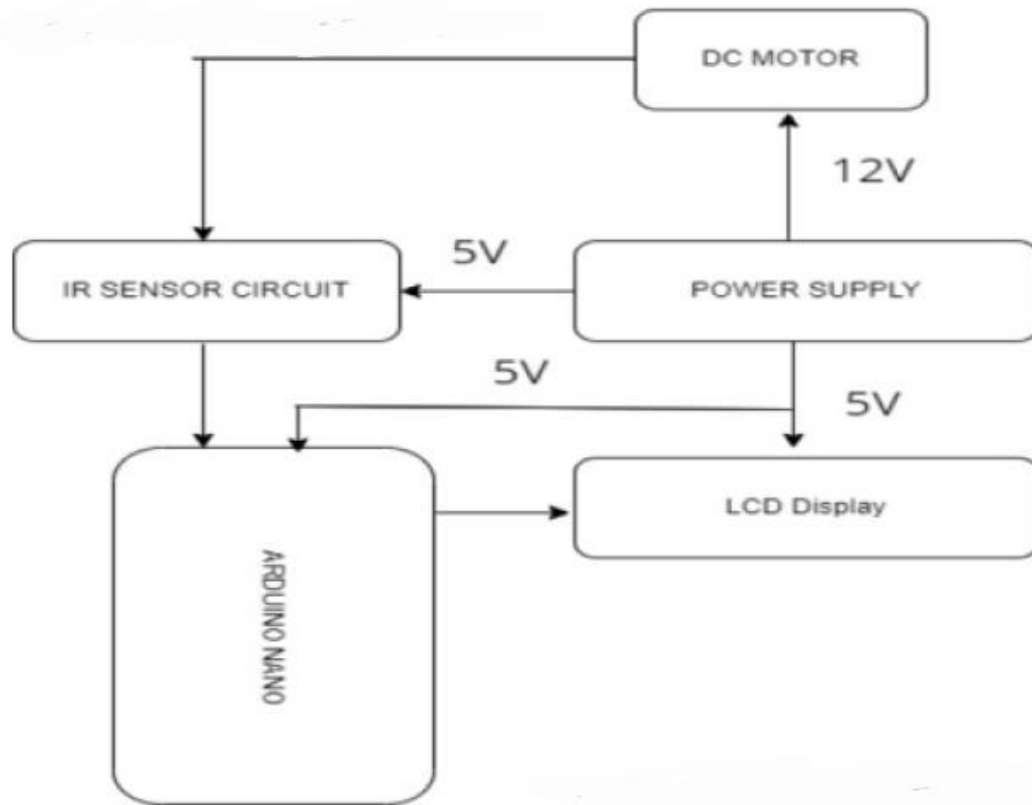 DC MOTOR
12V
5V
IR SENSOR CIRCUIT
POWER SUPPLY
5V
5V
LCD Display
ARDUINO NANO